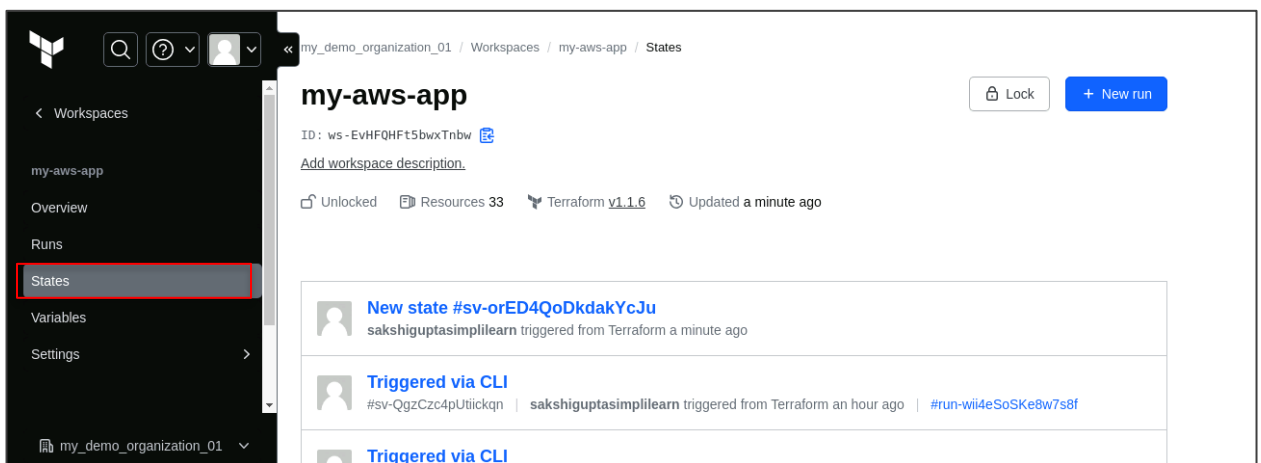 my_demo_organization_01 / Workspaces / my-aws-app / States
Workspaces
my-aws-app
Overview
Runs
States
Variables
Settings
my_demo_organization_01
my-aws-app
Lock
+ New run
ID: ws-EvHFQHFt5bwxTnbw
Add workspace description.
Unlocked Resources 33 Terraform v1.1.6 Updated a minute ago
New state #sv-orED4QoDkdakYcJu
sakshiguptasimplilearn triggered from Terraform a minute ago
Triggered via CLI
#sv-QgzCzc4pUtiickqn | sakshiguptasimplilearn triggered from Terraform an hour ago | #run-wii4eSoSKe8w7s8f
Triggered via CLI